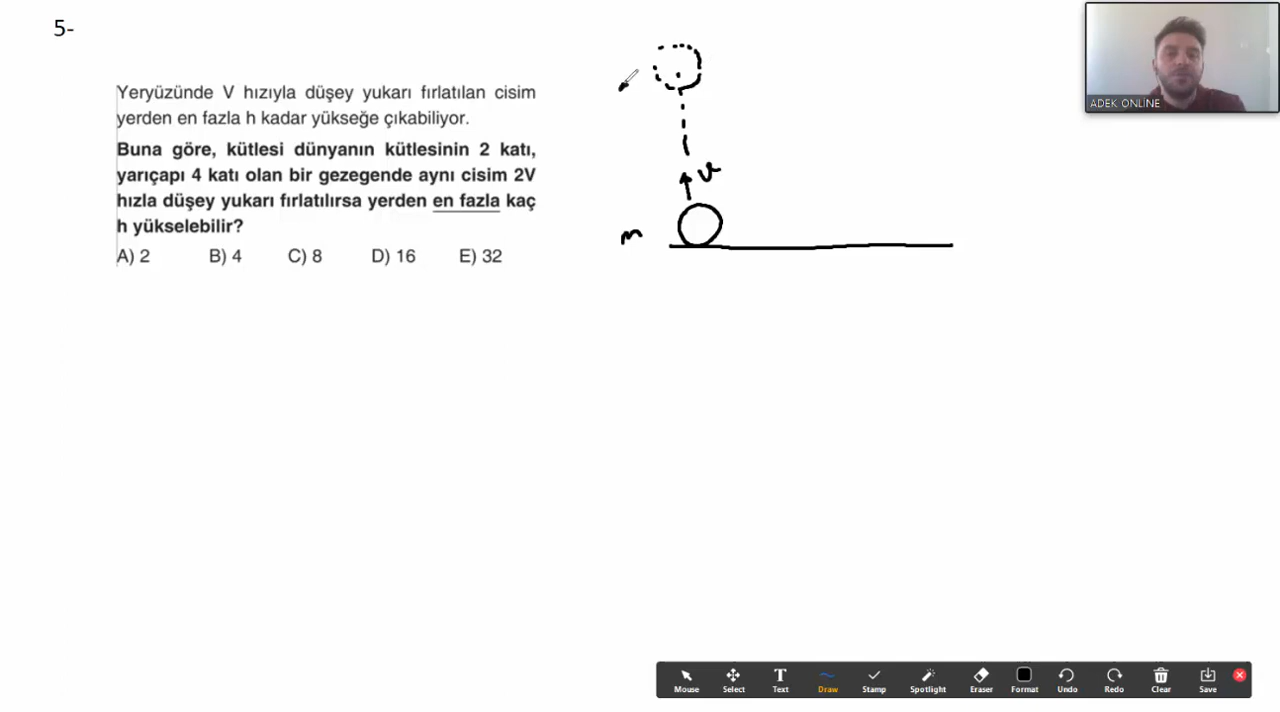 5-
Yeryüzünde V hızıyla düşey yukarı fırlatılan cisim
yerden en fazla h kadar yükseğe çıkabiliyor.
Buna göre, kütlesi dünyanın kütlesinin 2 katı,
yarıçapı 4 katı olan bir gezegende aynı cisim 2V
hızla düşey yukarı fırlatılırsa yerden en fazla kaç
h yükselebilir?
A) 2 B) 4 C) 8 D) 16 E) 32
v
m
ADEK ONLİNE
Mouse Select Text Draw Stamp Spotlight Eraser Format Undo Redo Clear Save